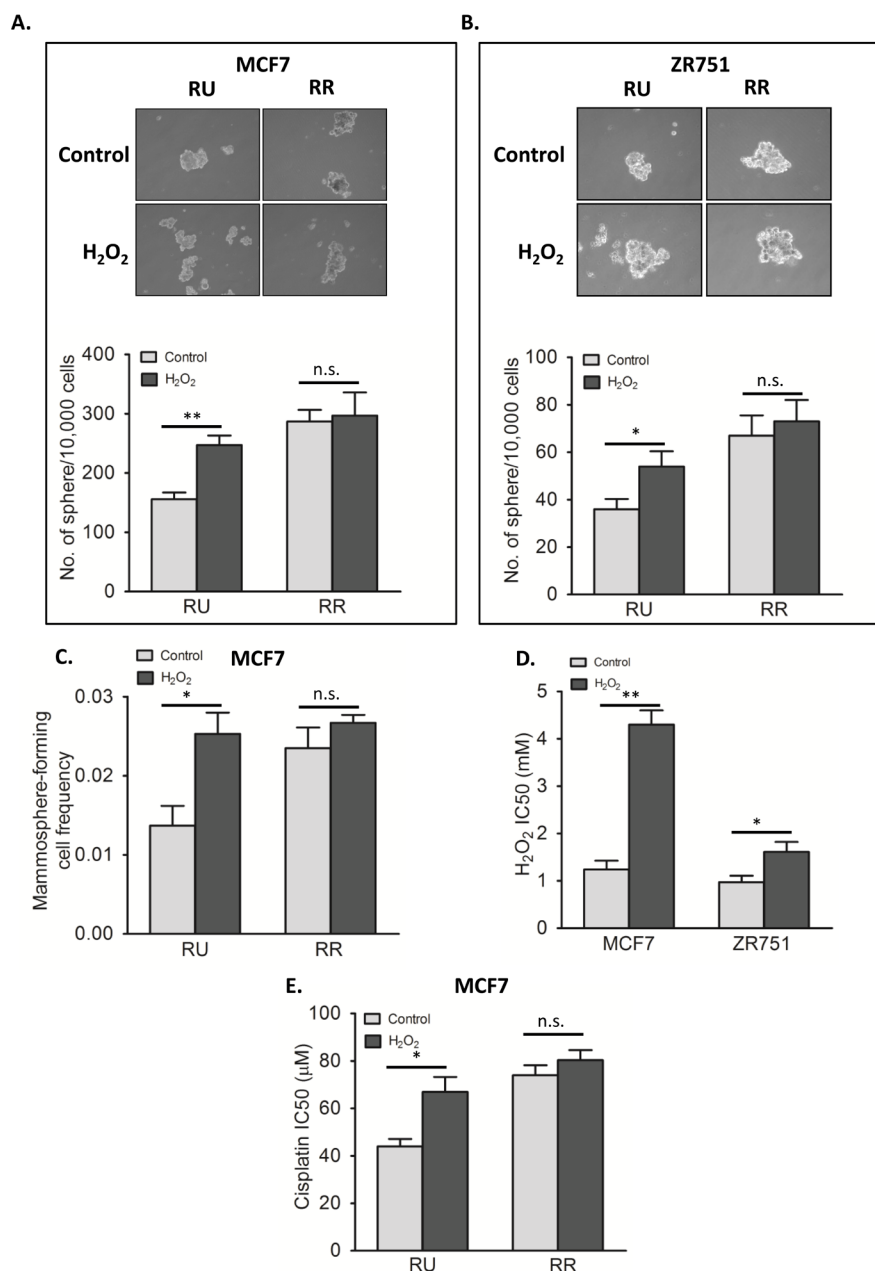 A.
MCF7
RU RR
Control
H₂O₂
400
300
200
100
0
No. of sphere/10,000 cells
Control
H₂O₂
**
n.s.
RU RR
B.
ZR751
RU RR
Control
H₂O₂
100
80
60
40
20
0
No. of sphere/10,000 cells
Control
H₂O₂
*
n.s.
RU RR
C.
MCF7
Control
H₂O₂
0.03
0.02
0.01
0.00
Mammosphere-forming
cell frequency
*
n.s.
RU RR
D.
Control
H₂O₂
5
4
3
2
1
0
H₂O₂ IC50 (mM)
**
*
MCF7 ZR751
E.
MCF7
Control
H₂O₂
100
80
60
40
20
0
Cisplatin IC50 (μM)
*
n.s.
RU RR